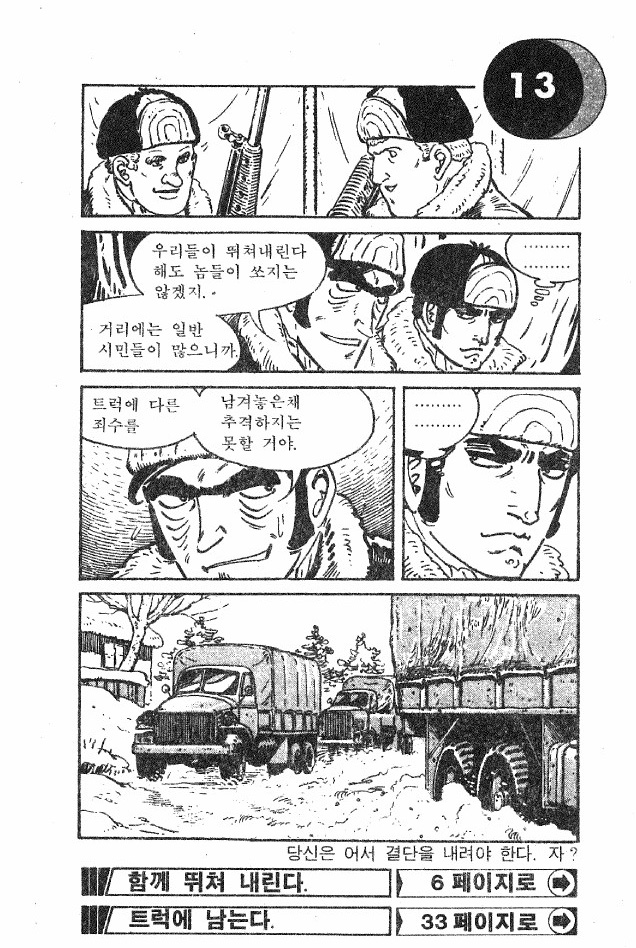 13
우리들이 뛰쳐내린다
해도 놈들이 쏘지는
않겠지.
거리에는 일반
시민들이 많으니까.
………
………
트럭에 다른
죄수를
남겨놓은채
추격하지는
못할 거야.
………
………
당신은 어서 결단을 내려야 한다. 자?
함께 뛰쳐 내린다.
6 페이지로
트럭에 남는다.
33 페이지로